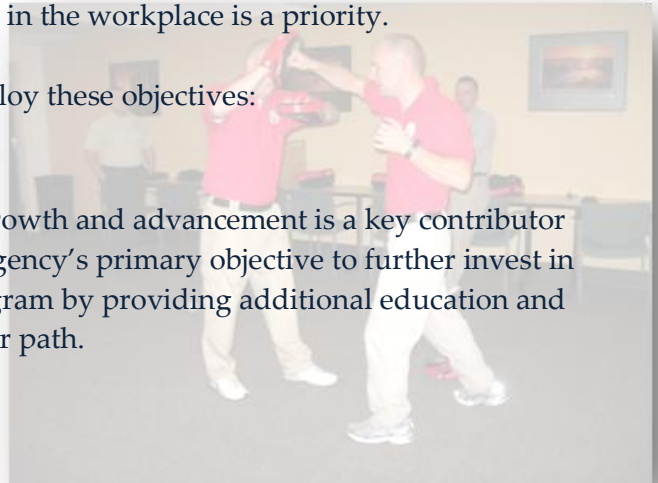 in the workplace is a priority.
loy these objectives:
rowth and advancement is a key contributor
gency’s primary objective to further invest in
gram by providing additional education and
r path.